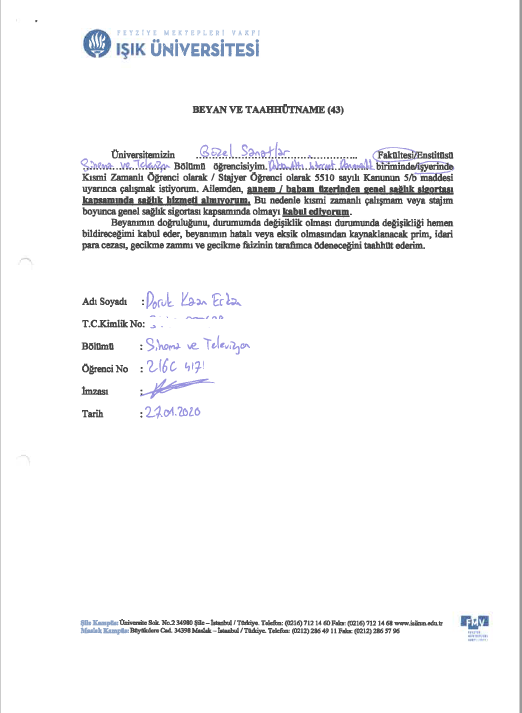 FEYZİYE MEKTEPLERİ VAKFI
IŞIK ÜNİVERSİTESİ
BEYAN VE TAAHHÜTNAME (43)
Üniversitemizin Güzel Sanatlar Fakültesi/Enstitüsü
Sinema ve Televizyon Bölümü öğrencisiyim. biriminde/işyerinde
Kısmi Zamanlı Öğrenci olarak / Stajyer Öğrenci olarak 5510 sayılı Kanunun 5/b maddesi
uyarınca çalışmak istiyorum. Ailemden, annem / babam üzerinden genel sağlık sigortası
kapsamında sağlık hizmeti almıyorum. Bu nedenle kısmi zamanlı çalışmam veya stajım
boyunca genel sağlık sigortası kapsamında olmayı kabul ediyorum.
Beyanımın doğruluğunu, durumumda değişiklik olması durumunda değişikliği hemen
bildireceğimi kabul eder, beyanımın hatalı veya eksik olmasından kaynaklanacak prim, idari
para cezası, gecikme zammı ve gecikme faizinin tarafımca ödeneceğini taahhüt ederim.
Adı Soyadı : Doruk Kaan
T.C.Kimlik No:
Bölümü : Sinema ve Televizyon
Öğrenci No : 216C 4171
İmzası :
Tarih : 27.01.2020
Şile Kampüs: Üniversite Sok. No.2 34980 Şile – İstanbul / Türkiye. Telefon: (0216) 712 14 60 Faks: (0216) 712 14 68 www.isikun.edu.tr
Maslak Kampüs: Büyükdere Cad. 34398 Maslak – İstanbul / Türkiye. Telefon: (0212) 286 49 11 Faks: (0212) 286 57 96
FMV